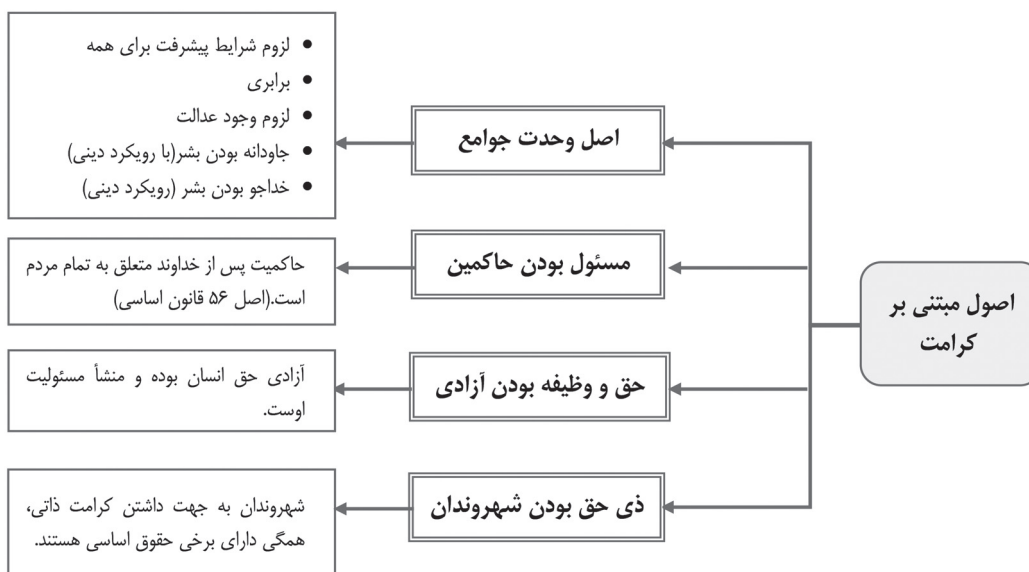 اصول مبتنی بر
کرامت
اصل وحدت جوامع
• لزوم شرایط پیشرفت برای همه
• برابری
• لزوم وجود عدالت
• جاودانه بودن بشر(با رویکرد دینی)
• خداجو بودن بشر (رویکرد دینی)
مسئول بودن حاکمین
حاکمیت پس از خداوند متعلق به تمام مردم
است.(اصل ۵۶ قانون اساسی)
حق و وظیفه بودن آزادی
آزادی حق انسان بوده و منشأ مسئولیت
اوست.
ذی حق بودن شهروندان
شهروندان به جهت داشتن کرامت ذاتی،
همگی دارای برخی حقوق اساسی هستند.